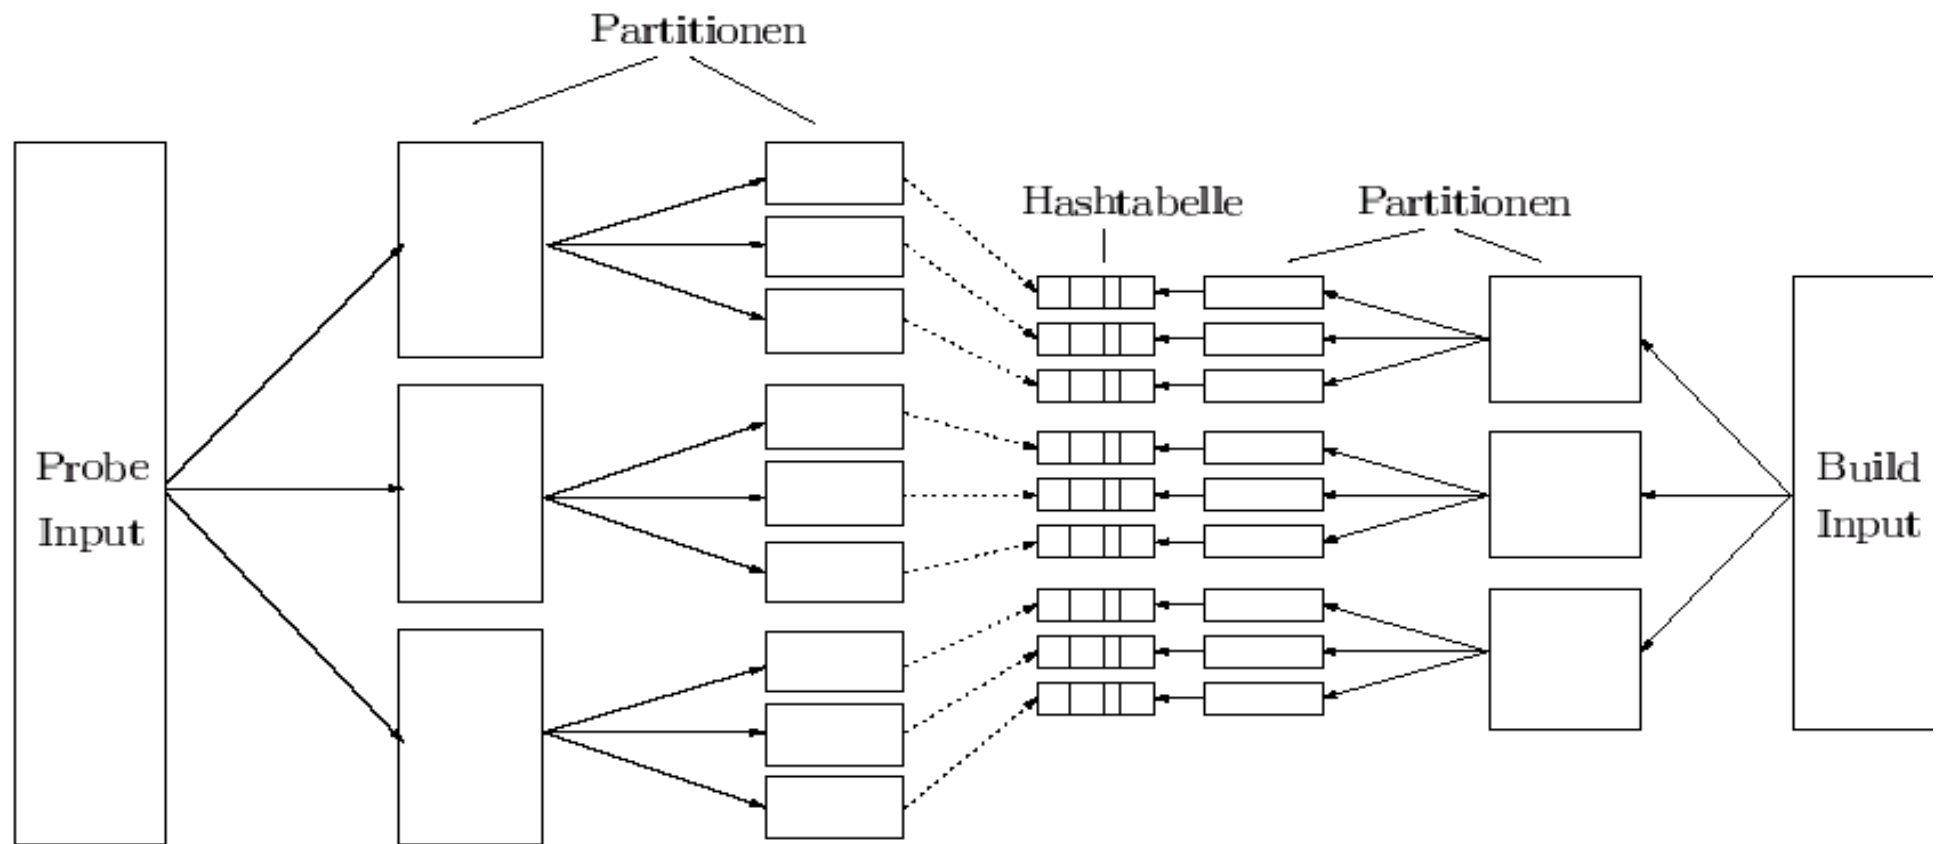 Partitionen
Hashtabelle
Partitionen
Probe
Input
Build
Input